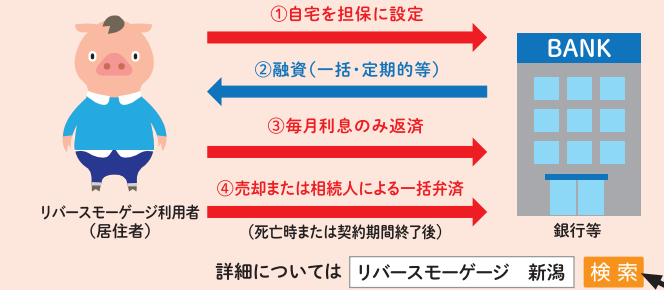 ①自宅を担保に設定
BANK
②融資（一括・定期的等）
③毎月利息のみ返済
④売却または相続人による一括弁済
（死亡時または契約期間終了後）
リバースモーゲージ利用者
（居住者）
銀行等
詳細については リバースモーゲージ　新潟 検索